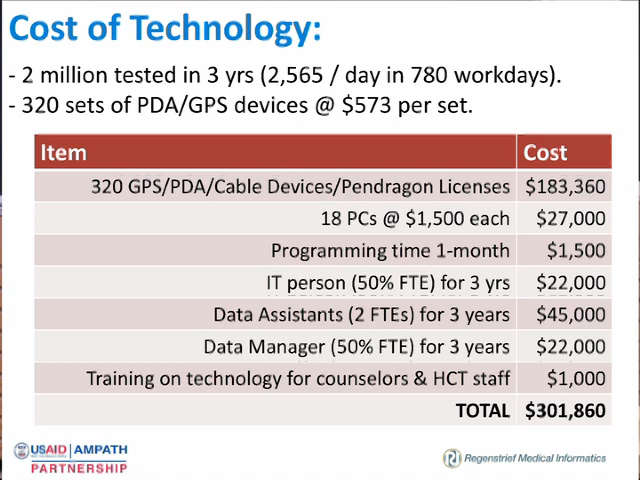 Cost of Technology:
- 2 million tested in 3 yrs (2,565 / day in 780 workdays).
- 320 sets of PDA/GPS devices @ $573 per set.
Item Cost
320 GPS/PDA/Cable Devices/Pendragon Licenses $183,360
18 PCs @ $1,500 each $27,000
Programming time 1-month $1,500
IT person (50% FTE) for 3 yrs $22,000
Data Assistants (2 FTEs) for 3 years $45,000
Data Manager (50% FTE) for 3 years $22,000
Training on technology for counselors & HCT staff $1,000
TOTAL $301,860
USAID AMPATH
PARTNERSHIP
Regenstrief Medical Informatics